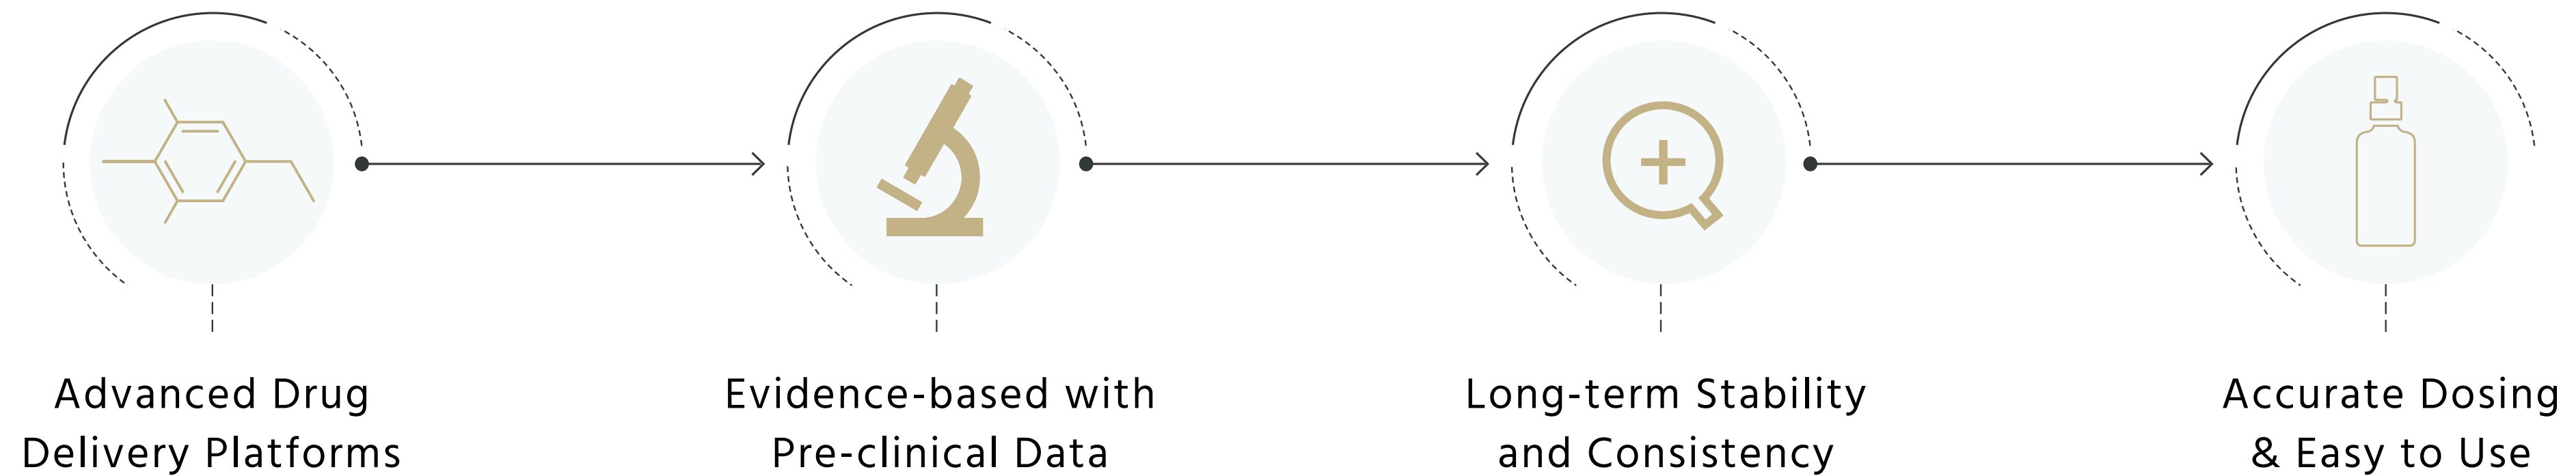 Advanced Drug
Delivery Platforms
Evidence-based with
Pre-clinical Data
Long-term Stability
and Consistency
Accurate Dosing
& Easy to Use